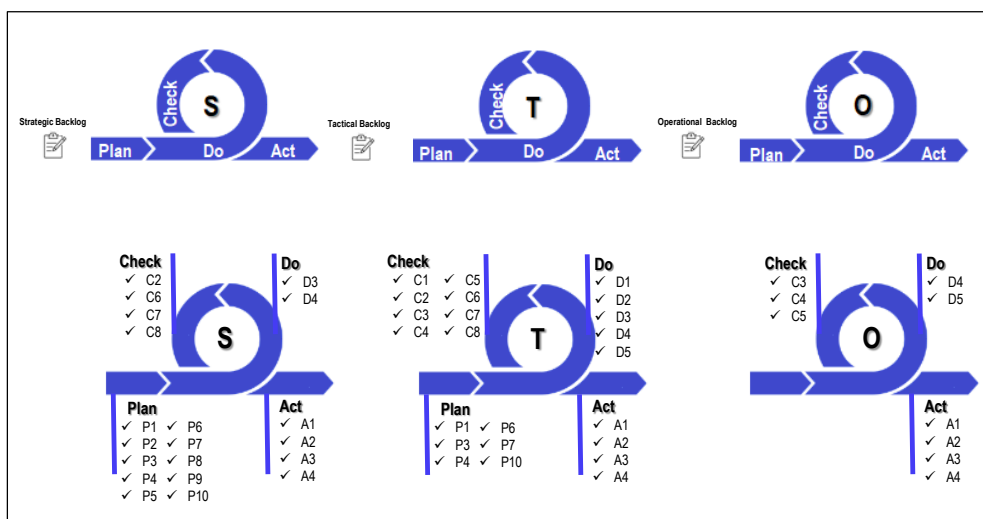 Strategic Backlog
Check
S
Plan
Do
Act
Tactical Backlog
Check
T
Plan
Do
Act
Operational Backlog
Check
O
Plan
Do
Act
Check
✓ C2
✓ C6
✓ C7
✓ C8
Do
✓ D3
✓ D4
S
Plan
✓ P1 ✓ P6
✓ P2 ✓ P7
✓ P3 ✓ P8
✓ P4 ✓ P9
✓ P5 ✓ P10
Act
✓ A1
✓ A2
✓ A3
✓ A4
Check
✓ C1 ✓ C5
✓ C2 ✓ C6
✓ C3 ✓ C7
✓ C4 ✓ C8
Do
✓ D1
✓ D2
✓ D3
✓ D4
✓ D5
T
Plan
✓ P1 ✓ P6
✓ P3 ✓ P7
✓ P4 ✓ P10
Act
✓ A1
✓ A2
✓ A3
✓ A4
Check
✓ C3
✓ C4
✓ C5
Do
✓ D4
✓ D5
O
Act
✓ A1
✓ A2
✓ A3
✓ A4